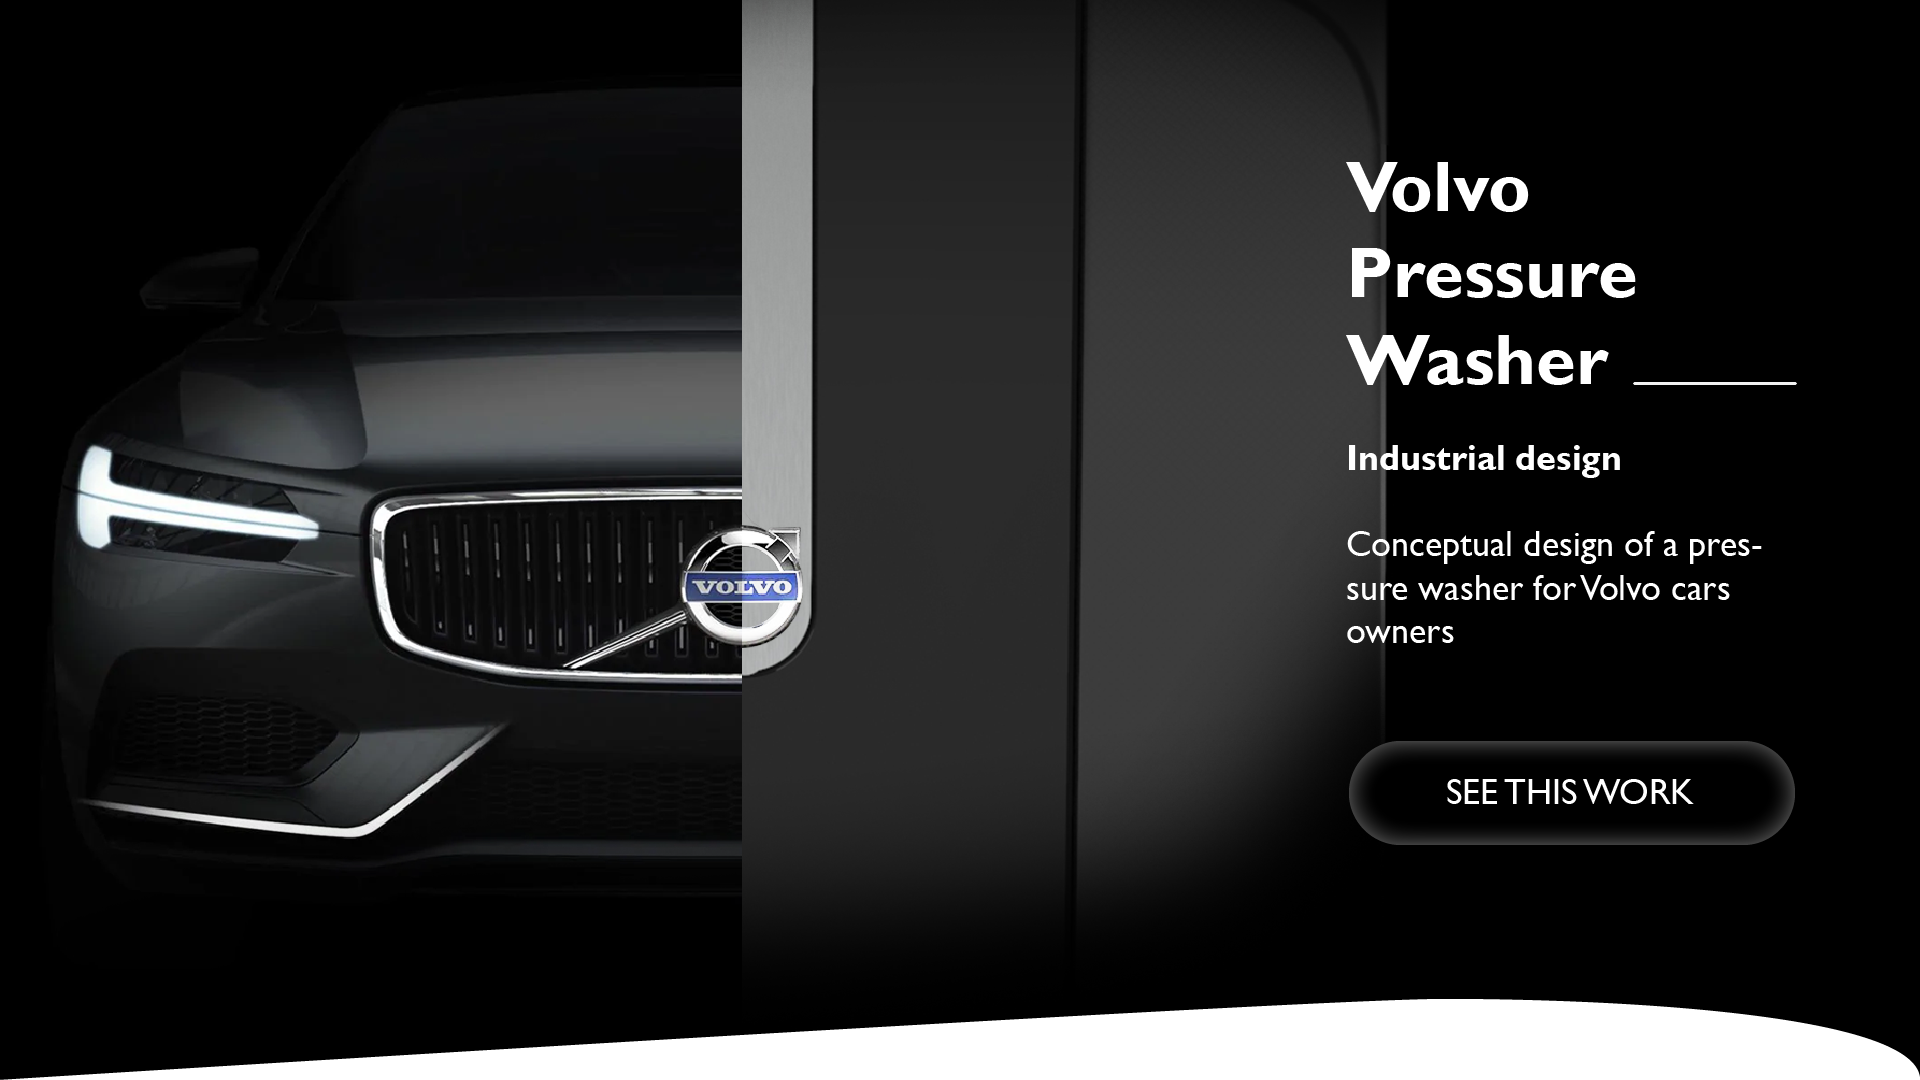 Volvo
Pressure
Washer
Industrial design
Conceptual design of a pres-
sure washer for Volvo cars
owners
SEE THIS WORK
VOLVO